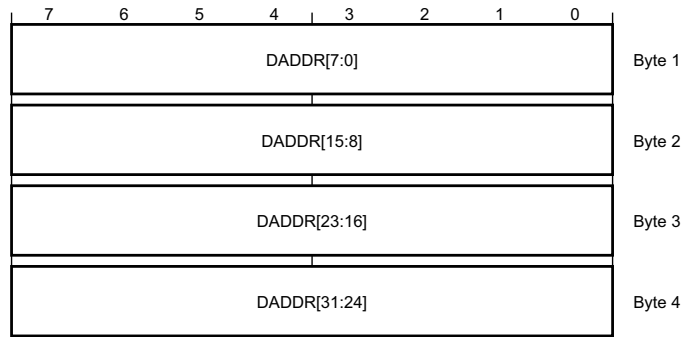 7 6 5 4 3 2 1 0
DADDR[7:0] Byte 1
DADDR[15:8] Byte 2
DADDR[23:16] Byte 3
DADDR[31:24] Byte 4